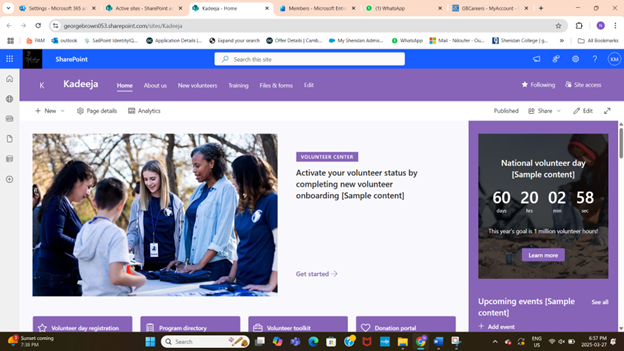 Settings - Microsoft 365 a
Active sites - SharePoint a
Kadeeja - Home
Members - Microsoft Entr
(1) WhatsApp
GBCareers - MyAccount -
georgebrown053.sharepoint.com/sites/Kadeeja
PAM
outlook
SailPoint IdentityIQ...
Application Details |...
Expand your search
Offer Details | Camb...
My Sheridan Admis...
(1) WhatsApp
Onboarding
Mail - Niloufer - Ou...
Sheridan College | g...
All Bookmarks
SharePoint
Search this site
KM
K
Kadeeja
Home
About us
New volunteers
Training
Files & forms
Edit
Following
Site access
New
Page details
Analytics
Published
Share
Edit
VOLUNTEER CENTER
Activate your volunteer status by
completing new volunteer
onboarding [Sample content]
Get started
National volunteer day
[Sample content]
60 20 02 58
days hrs min sec
This year's goal is 1 million volunteer hours!
Learn more
Upcoming events [Sample
content]
See all
Add event
Volunteer day registration
Program directory
Volunteer toolkit
Donation portal
Sunset coming
7:38 PM
Search
ENG
US
6:57 PM
2025-03-27